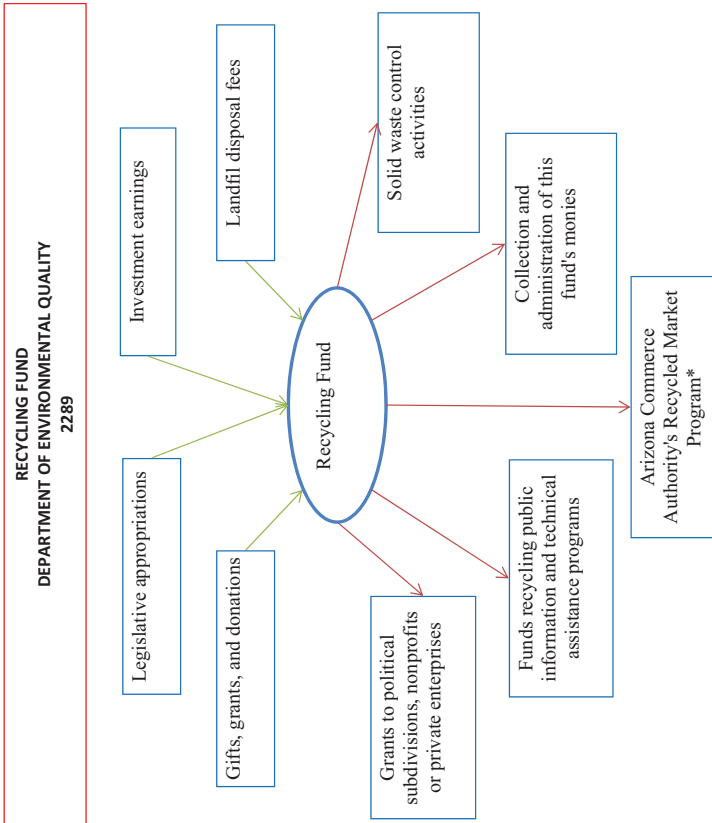 RECYCLING FUND
DEPARTMENT OF ENVIRONMENTAL QUALITY
2289
Legislative appropriations
Investment earnings
Gifts, grants, and donations
Landfil disposal fees
Recycling Fund
Grants to political
subdivisions, nonprofits
or private enterprises
Solid waste control
activities
Funds recycling public
information and technical
assistance programs
Collection and
administration of this
fund's monies
Arizona Commerce
Authority's Recycled Market
Program*